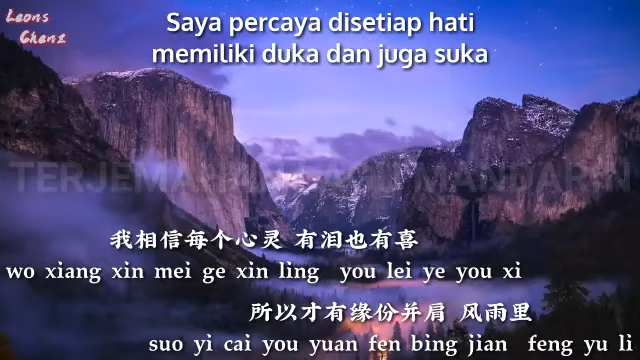 Leons
Chenz
Saya percaya disetiap hati
memiliki duka dan juga suka
TERJEMAHAN LAGU MANDARIN
我相信每个心灵 有泪也有喜
wo xiang xin mei ge xin ling you lei ye you xi
所以才有缘份并肩 风雨里
suo yi cai you yuan fen bing jian feng yu li